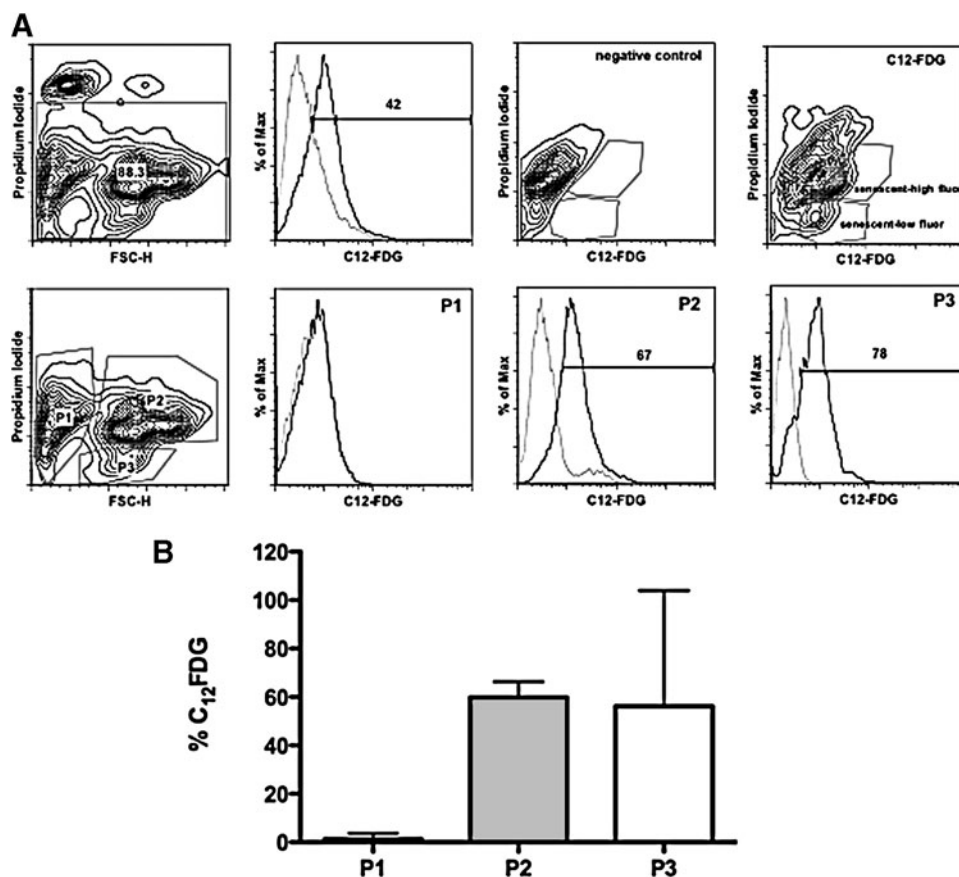 A
Propidium Iodide
88.3
FSC-H
% of Max
42
C12-FDG
Propidium Iodide
negative control
C12-FDG
Propidium Iodide
C12-FDG
senescent-high fluor
senescent-low fluor
C12-FDG
Propidium Iodide
P1
P2
P3
FSC-H
% of Max
P1
C12-FDG
% of Max
P2
67
C12-FDG
% of Max
P3
78
C12-FDG
B
% C12FDG
120
100
80
60
40
20
0
P1
P2
P3